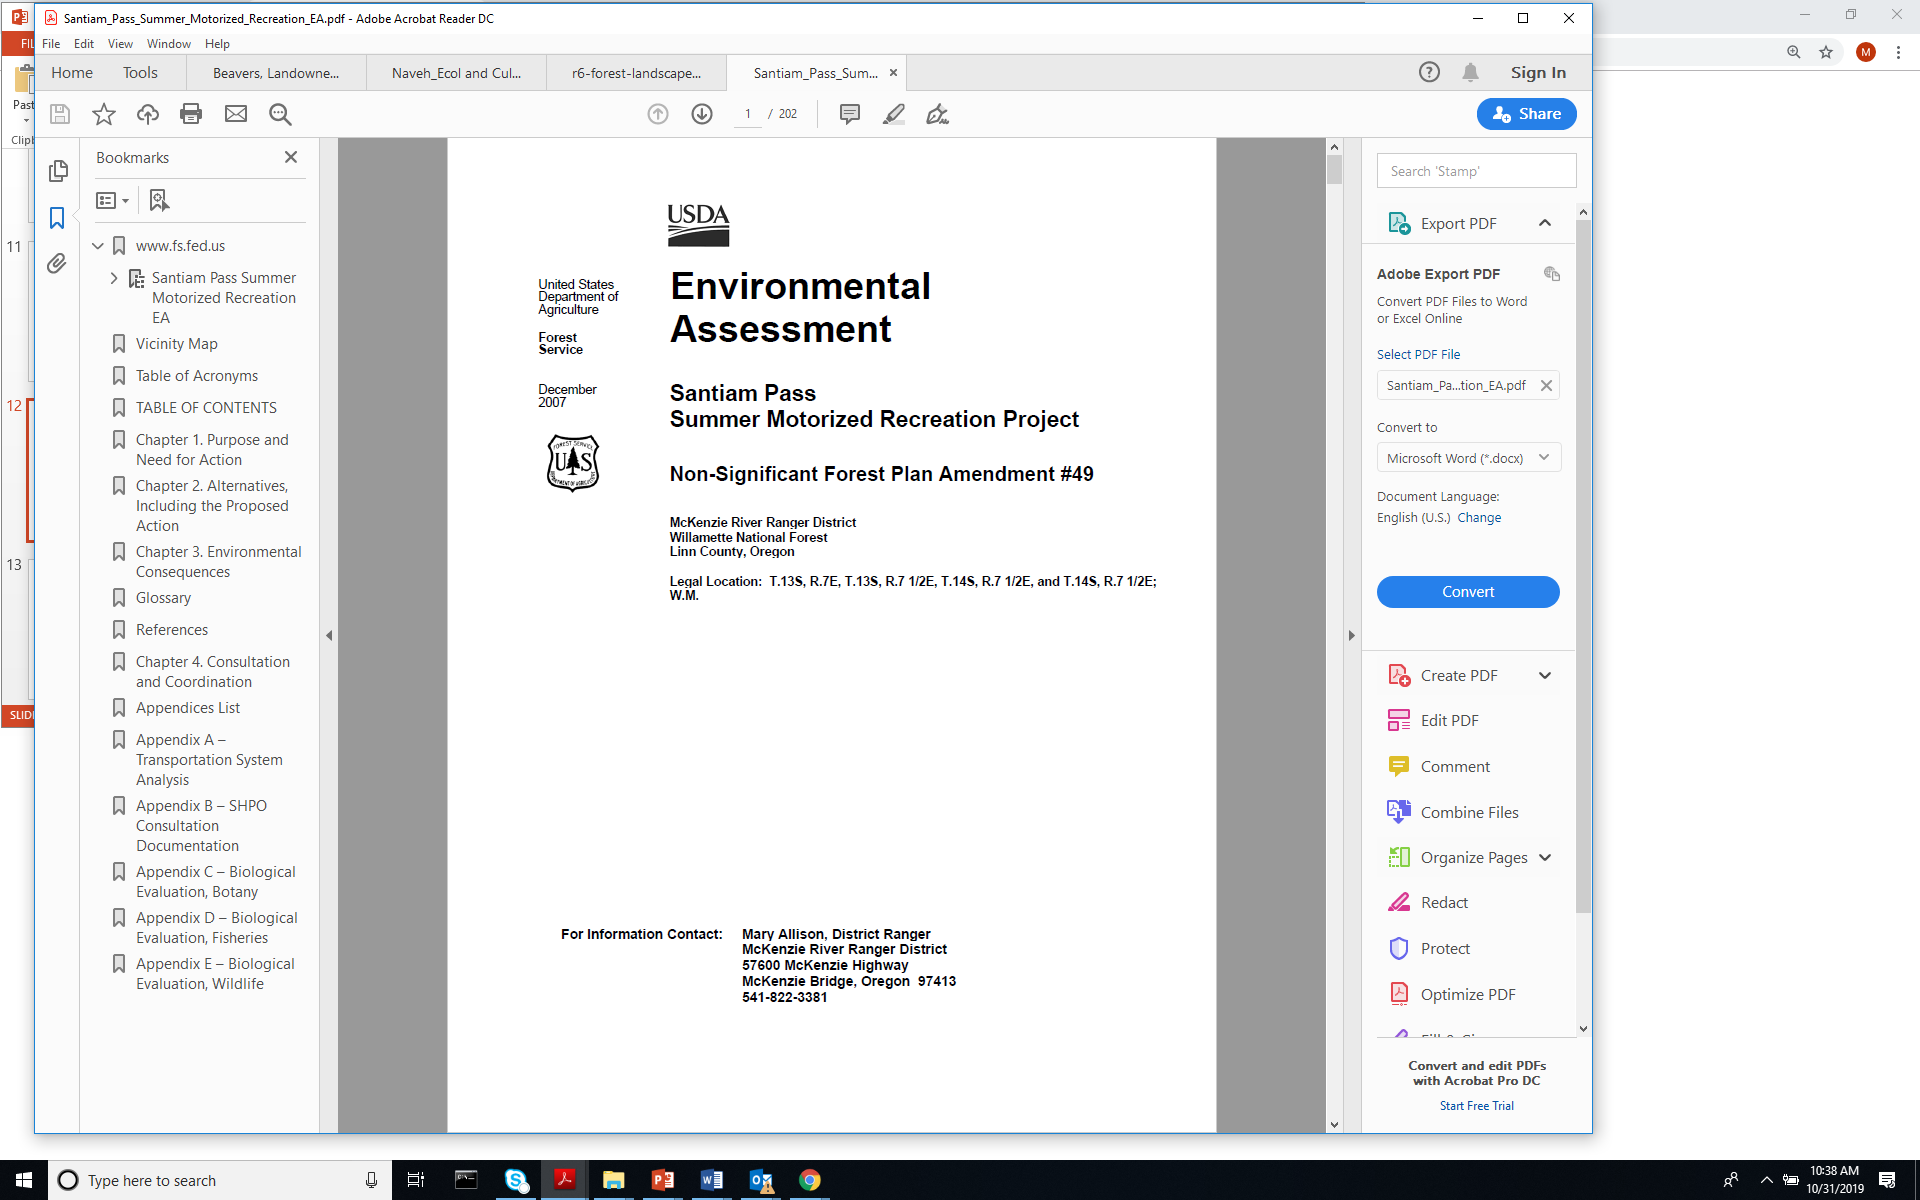 Santiam_Pass_Summer_Motorized_Recreation_EA.pdf - Adobe Acrobat Reader DC
File Edit View Window Help
Home Tools Beavers, Landowne... Naveh_Ecol and Cul... r6-forest-landscape... Santiam_Pass_Sum... Sign In
1 / 202 Share
FIL
Past
Clipb
11
12
13
SLID
Bookmarks
www.fs.fed.us
Santiam Pass Summer
Motorized Recreation
EA
Vicinity Map
Table of Acronyms
TABLE OF CONTENTS
Chapter 1. Purpose and
Need for Action
Chapter 2. Alternatives,
Including the Proposed
Action
Chapter 3. Environmental
Consequences
Glossary
References
Chapter 4. Consultation
and Coordination
Appendices List
Appendix A –
Transportation System
Analysis
Appendix B – SHPO
Consultation
Documentation
Appendix C – Biological
Evaluation, Botany
Appendix D – Biological
Evaluation, Fisheries
Appendix E – Biological
Evaluation, Wildlife
USDA
United States
Department of
Agriculture
Forest
Service
December
2007
FOREST SERVICE
U S
DEPARTMENT OF AGRICULTURE
Environmental
Assessment
Santiam Pass
Summer Motorized Recreation Project
Non-Significant Forest Plan Amendment #49
McKenzie River Ranger District
Willamette National Forest
Linn County, Oregon
Legal Location: T.13S, R.7E, T.13S, R.7 1/2E, T.14S, R.7 1/2E, and T.14S, R.7 1/2E;
W.M.
For Information Contact: Mary Allison, District Ranger
McKenzie River Ranger District
57600 McKenzie Highway
McKenzie Bridge, Oregon 97413
541-822-3381
Search 'Stamp'
Export PDF
Adobe Export PDF
Convert PDF Files to Word
or Excel Online
Select PDF File
Santiam_Pa...tion_EA.pdf
Convert to
Microsoft Word (*.docx)
Document Language:
English (U.S.) Change
Convert
Create PDF
Edit PDF
Comment
Combine Files
Organize Pages
Redact
Protect
Optimize PDF
Convert and edit PDFs
with Acrobat Pro DC
Start Free Trial
M
Type here to search
10:38 AM
10/31/2019